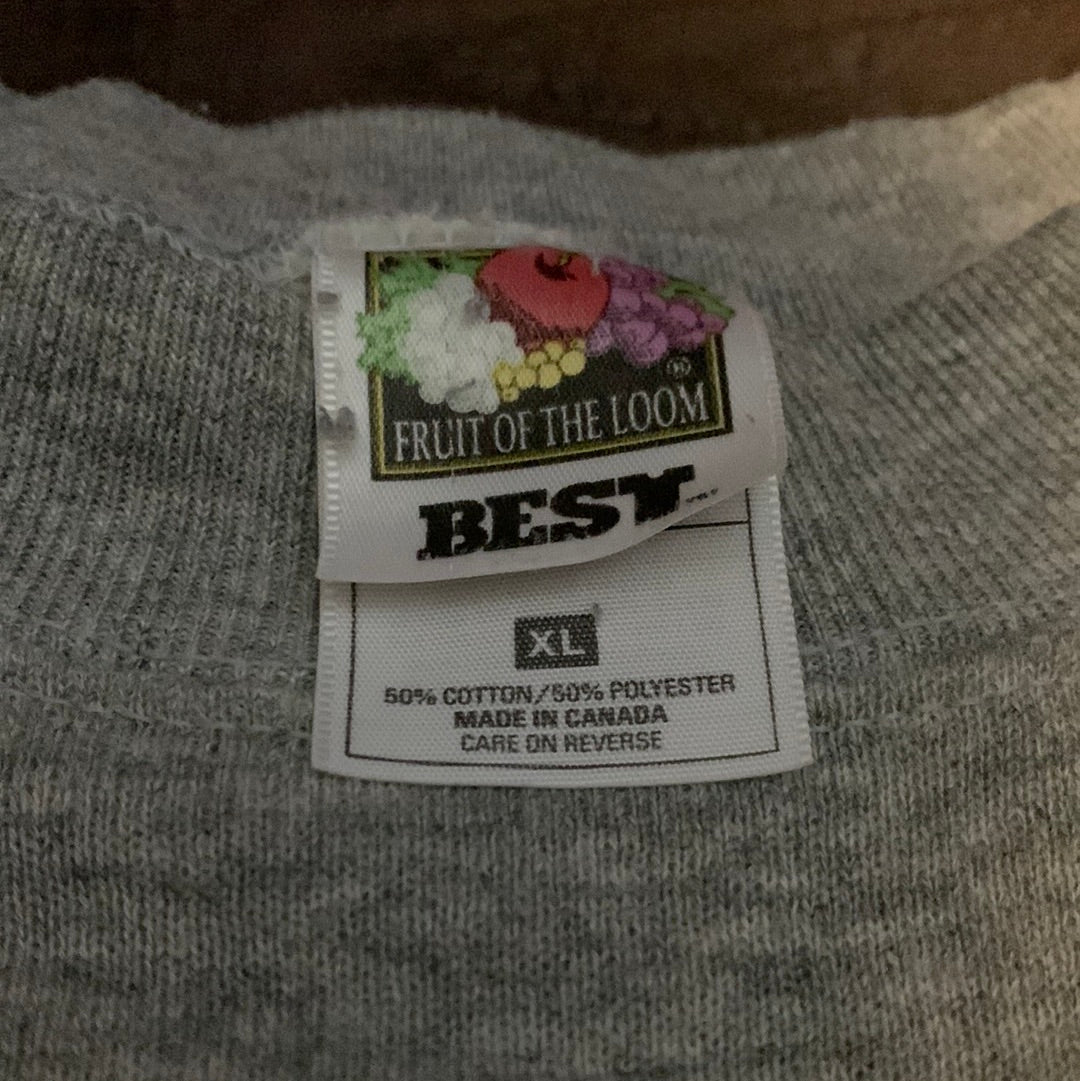 FRUIT OF THE LOOM ®
BEST
XL
50% COTTON/50% POLYESTER
MADE IN CANADA
CARE ON REVERSE